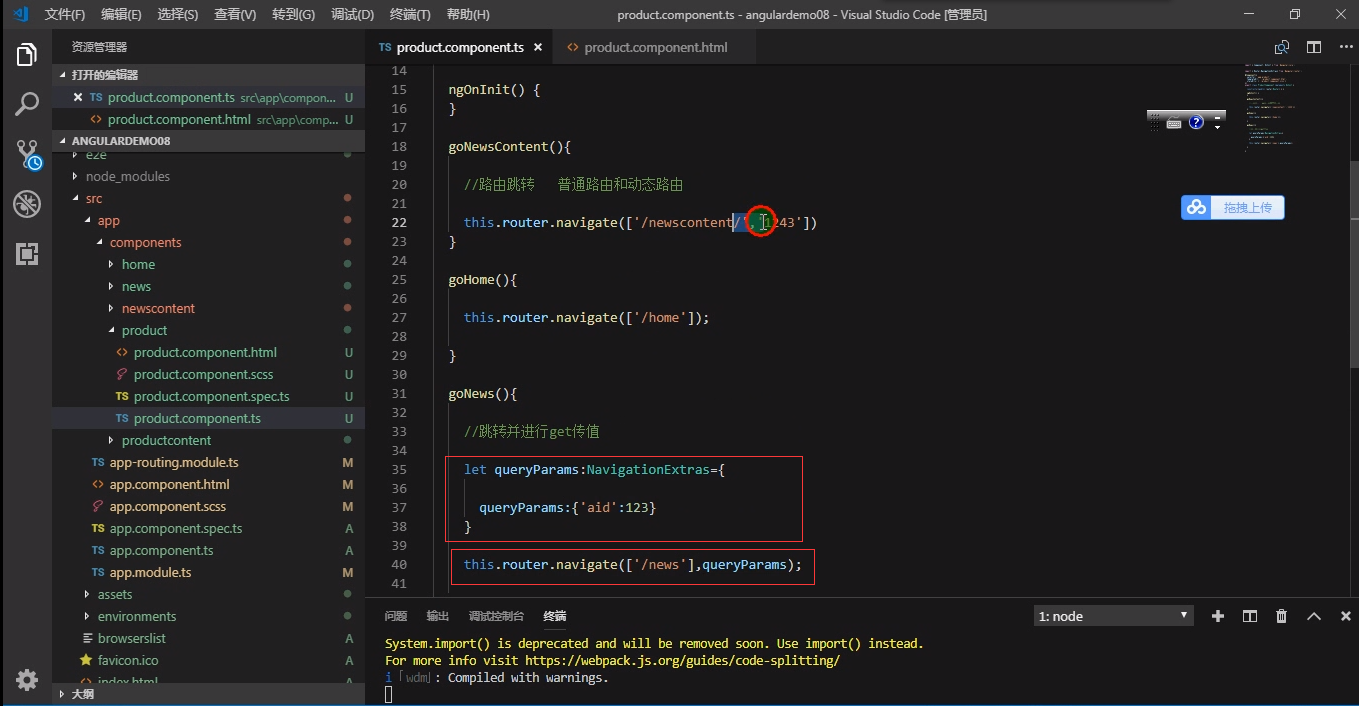 文件(F) 编辑(E) 选择(S) 查看(V) 转到(G) 调试(D) 终端(T) 帮助(H) product.component.ts - angulardemo08 - Visual Studio Code [管理员]
资源管理器
打开的编辑器
TS product.component.ts src\app\compon... U
<> product.component.html src\app\comp... U
ANGULARDEMO08
e2e
node_modules
src
app
components
home
news
newscontent
product
<> product.component.html U
product.component.scss U
TS product.component.spec.ts U
TS product.component.ts U
productcontent
TS app-routing.module.ts M
<> app.component.html M
app.component.scss M
TS app.component.spec.ts A
TS app.component.ts A
TS app.module.ts M
assets
environments
browserslist A
favicon.ico A
<> index.html A
大纲
TS product.component.ts
<> product.component.html
14
15 ngOnInit() {
16 }
17
18 goNewsContent(){
19
20 //路由跳转 普通路由和动态路由
21
22 this.router.navigate(['/newscontent/','1243'])
23 }
24
25 goHome(){
26
27 this.router.navigate(['/home']);
28
29 }
30
31 goNews(){
32
33 //跳转并进行get传值
34
35 let queryParams:NavigationExtras={
36
37 queryParams:{'aid':123}
38 }
39
40 this.router.navigate(['/news'],queryParams);
41
拖拽上传
问题 输出 调试控制台 终端 1: node
System.import() is deprecated and will be removed soon. Use import() instead.
For more info visit https://webpack.js.org/guides/code-splitting/
i「wdm」: Compiled with warnings.